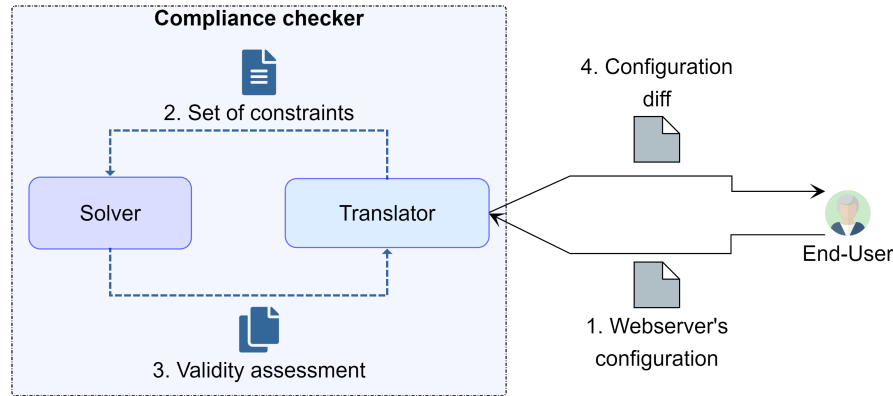 Compliance checker
2. Set of constraints
Solver
Translator
3. Validity assessment
4. Configuration
diff
End-User
1. Webserver's
configuration